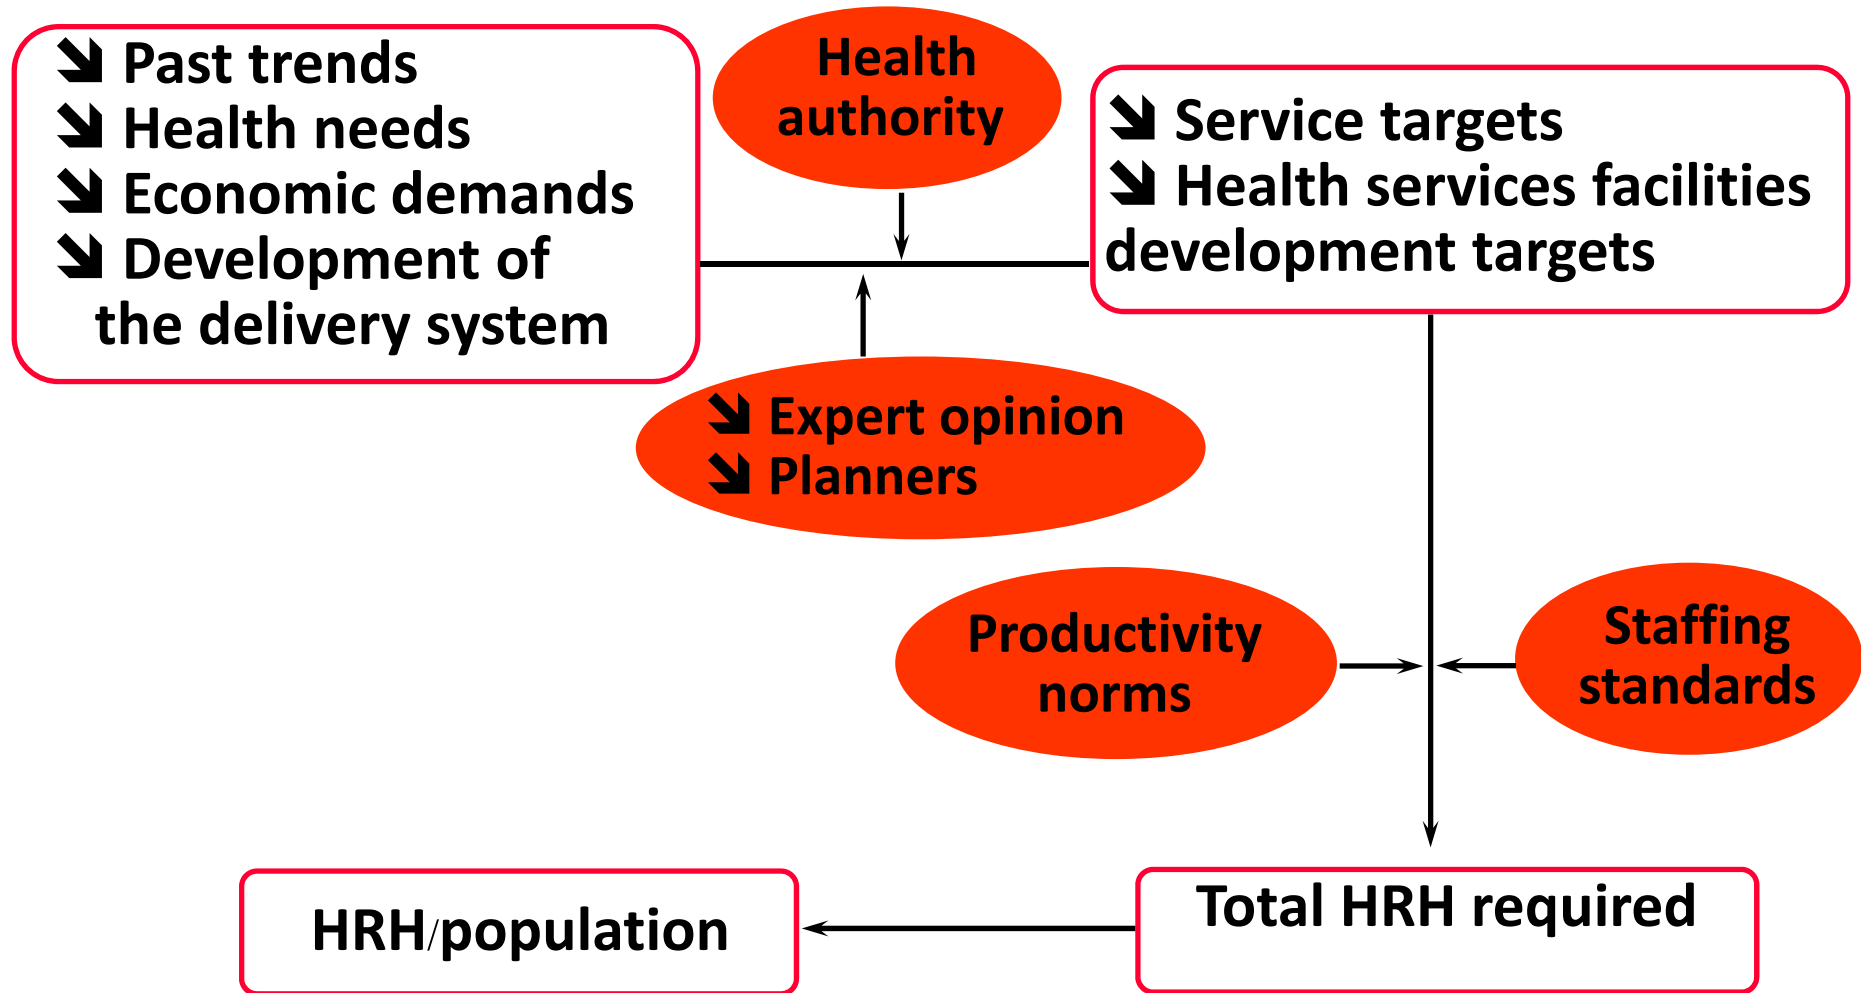 ↘ Past trends
↘ Health needs
↘ Economic demands
↘ Development of
the delivery system
Health
authority
↘ Service targets
↘ Health services facilities
development targets
↘ Expert opinion
↘ Planners
Productivity
norms
Staffing
standards
Total HRH required
HRH/population